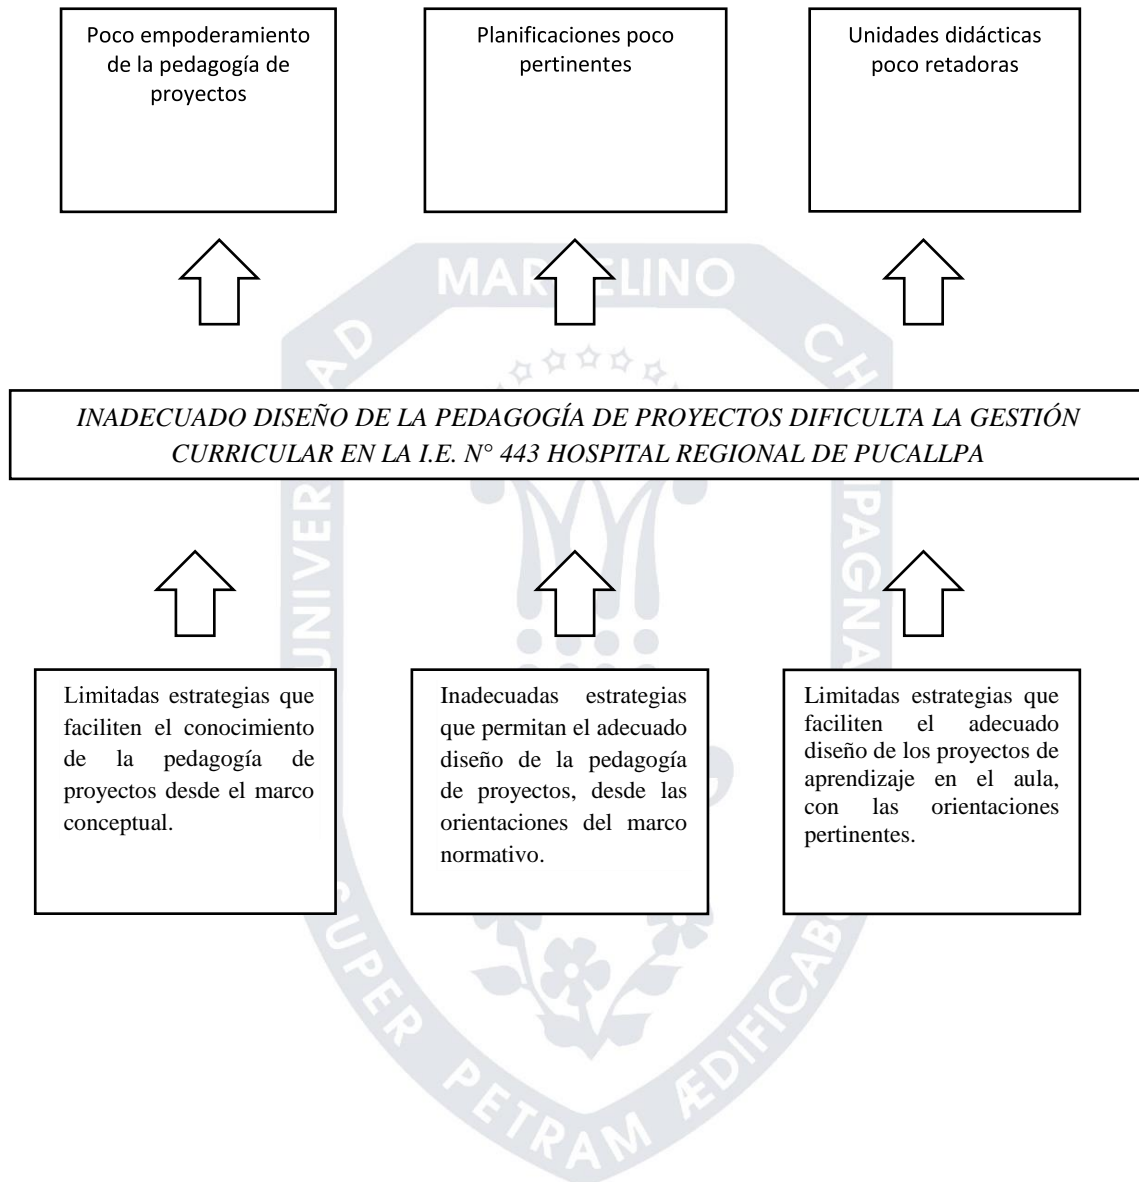 Poco empoderamiento
de la pedagogía de
proyectos
Planificaciones poco
pertinentes
Unidades didácticas
poco retadoras
INADECUADO DISEÑO DE LA PEDAGOGÍA DE PROYECTOS DIFICULTA LA GESTIÓN
CURRICULAR EN LA I.E. N° 443 HOSPITAL REGIONAL DE PUCALLPA
Limitadas estrategias que
faciliten el conocimiento
de la pedagogía de
proyectos desde el marco
conceptual.
Inadecuadas estrategias
que permitan el adecuado
diseño de la pedagogía
de proyectos, desde las
orientaciones del marco
normativo.
Limitadas estrategias que
faciliten el adecuado
diseño de los proyectos de
aprendizaje en el aula,
con las orientaciones
pertinentes.
SUPER PETRAM